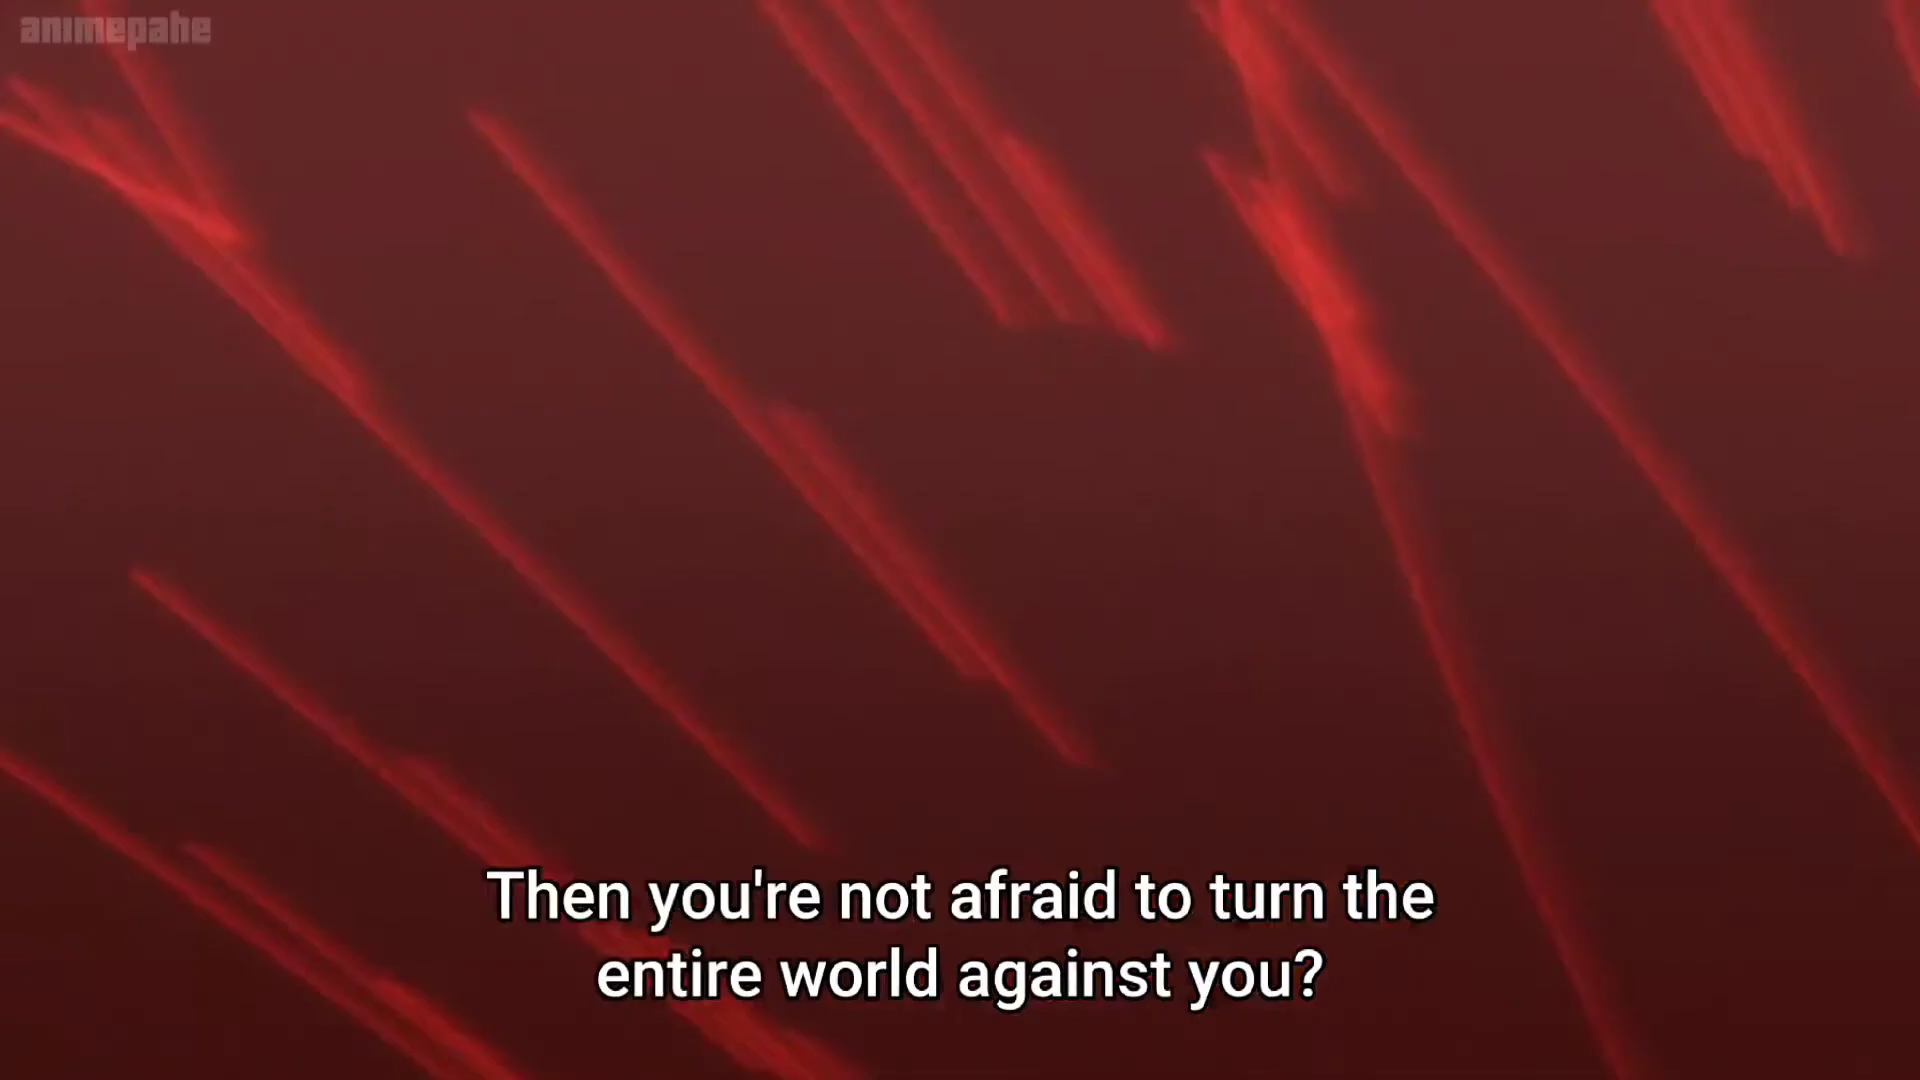 animepahe
Then you're not afraid to turn the
entire world against you?